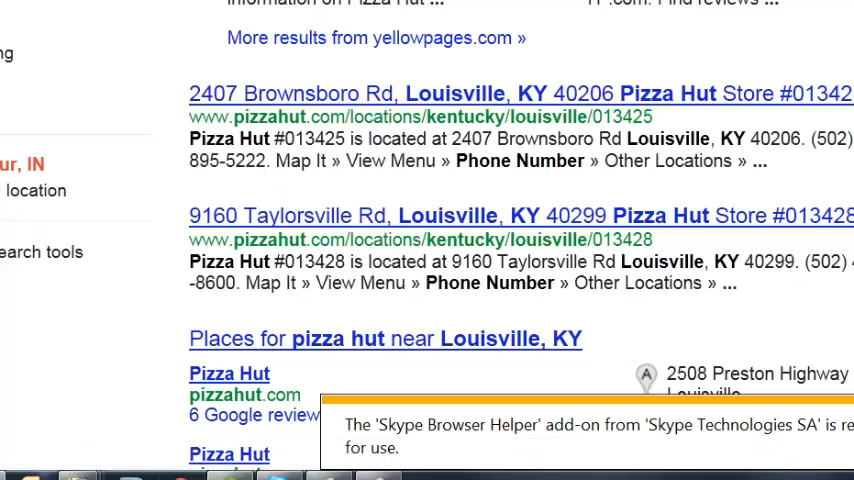 Information on Pizza Hut ...
YP.com. Find reviews ...
More results from yellowpages.com »
ng
2407 Brownsboro Rd, Louisville, KY 40206 Pizza Hut Store #01342
www.pizzahut.com/locations/kentucky/louisville/013425
Pizza Hut #013425 is located at 2407 Brownsboro Rd Louisville, KY 40206. (502)
895-5222. Map It » View Menu » Phone Number » Other Locations » ...
ur, IN
location
9160 Taylorsville Rd, Louisville, KY 40299 Pizza Hut Store #013428
www.pizzahut.com/locations/kentucky/louisville/013428
earch tools
Pizza Hut #013428 is located at 9160 Taylorsville Rd Louisville, KY 40299. (502) 4
-8600. Map It » View Menu » Phone Number » Other Locations » ...
Places for pizza hut near Louisville, KY
Pizza Hut
pizzahut.com
6 Google review
A 2508 Preston Highway
Louisville
Pizza Hut
The 'Skype Browser Helper' add-on from 'Skype Technologies SA' is re
for use.